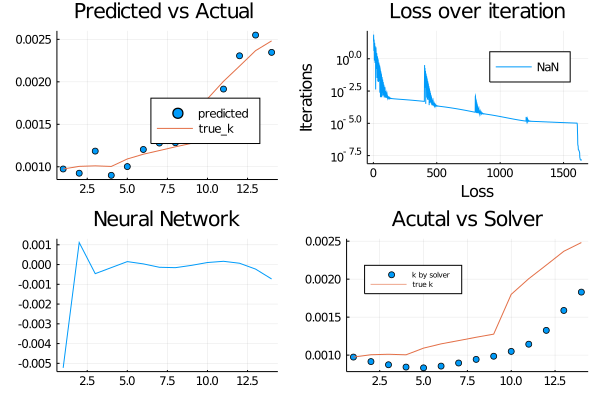 Predicted vs Actual
0.0025
0.0020
0.0015
0.0010
predicted
true_k
2.5 5.0 7.5 10.0 12.5
Loss over iteration
Iterations
10^0.0
10^-2.5
10^-5.0
10^-7.5
NaN
0 500 1000 1500
Loss
Neural Network
0.001
0.000
-0.001
-0.002
-0.003
-0.004
-0.005
2.5 5.0 7.5 10.0 12.5
Acutal vs Solver
0.0025
0.0020
0.0015
0.0010
k by solver
true k
2.5 5.0 7.5 10.0 12.5